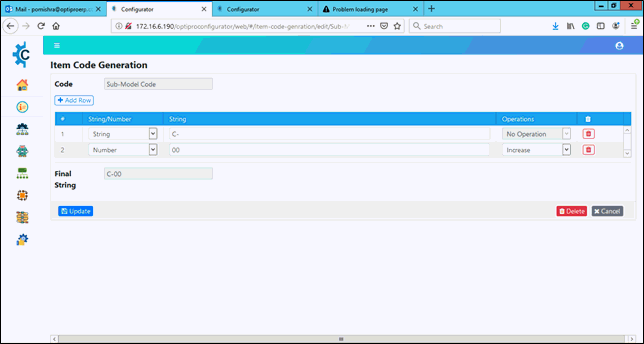 Mail - pomishra@optiproerp.c
Configurator
Configurator
Problem loading page
172.16.6.190/optiproconfigurator/web/#/item-code-genration/edit/Sub-M
Search
Item Code Generation
Code
Sub-Model Code
+ Add Row
# String/Number String Operations
1 String C- No Operation
2 Number 00 Increase
Final String
C-00
Update
Delete
Cancel